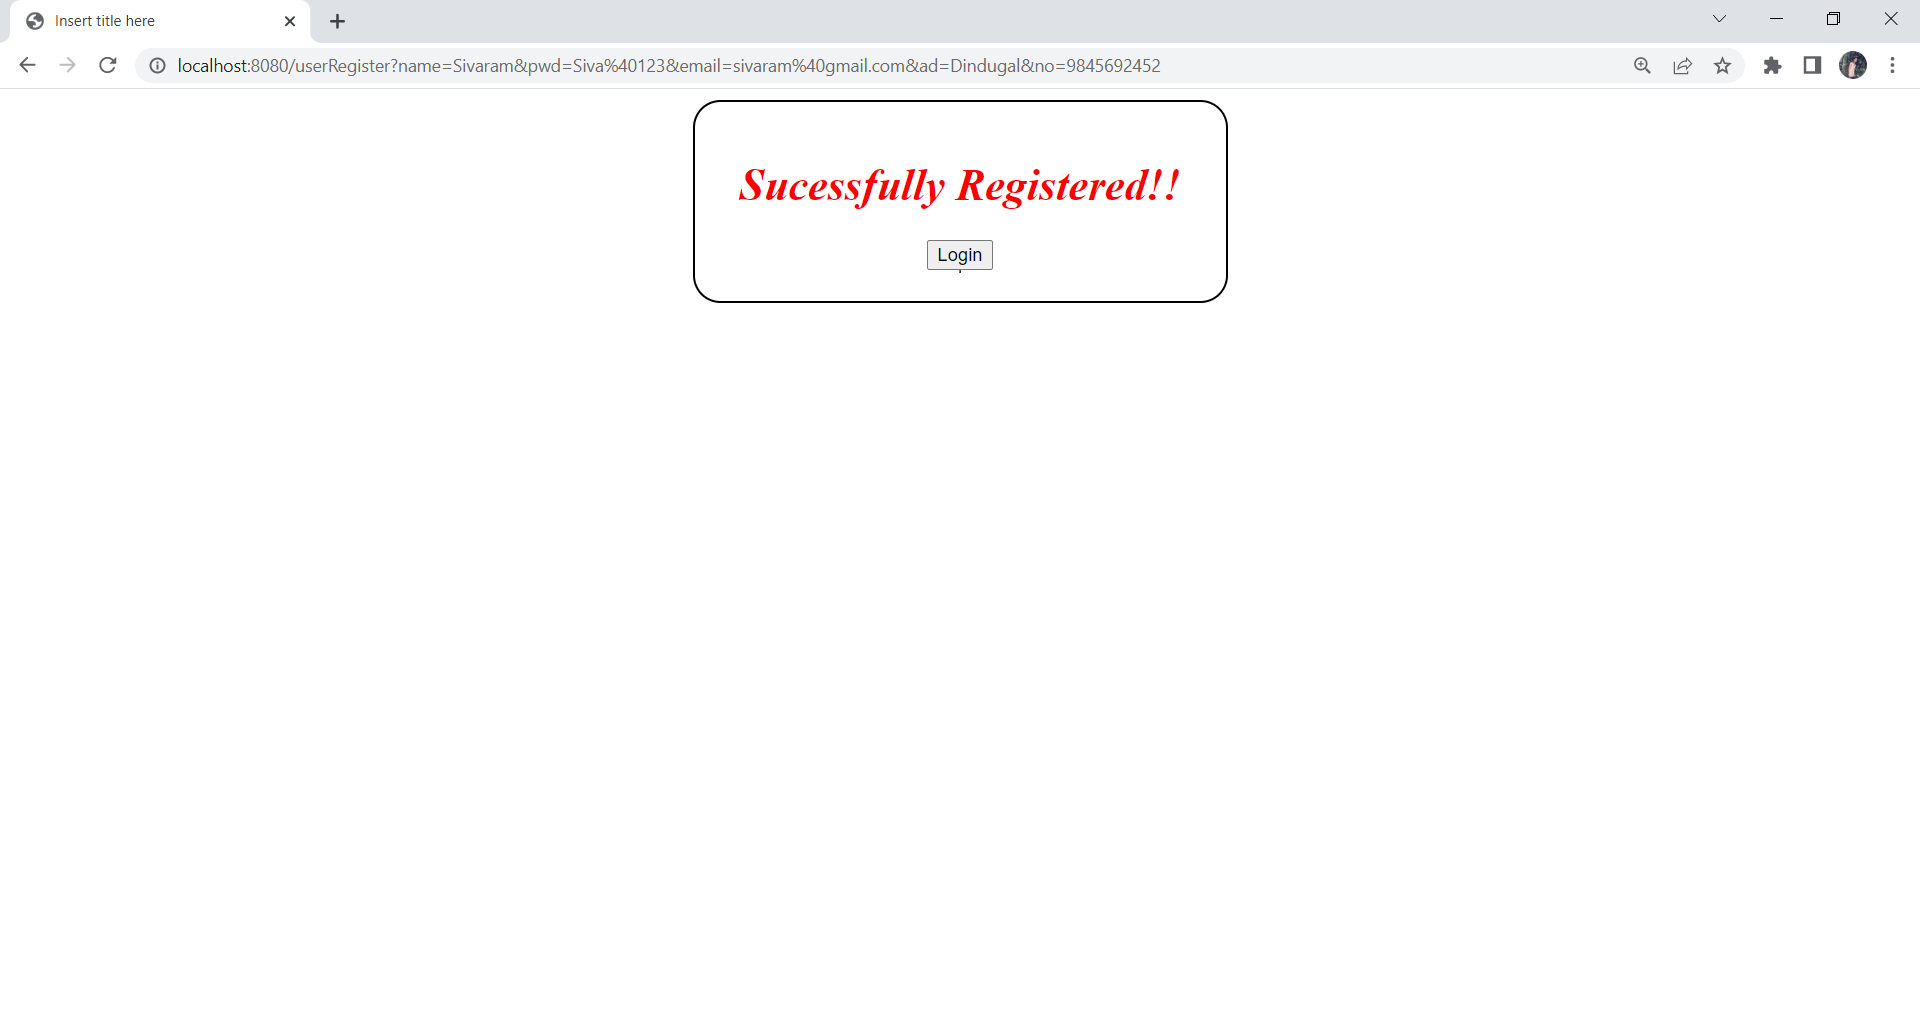 Insert title here
localhost:8080/userRegister?name=Sivaram&pwd=Siva%40123&email=sivaram%40gmail.com&ad=Dindugal&no=9845692452
Sucessfully Registered!!
Login